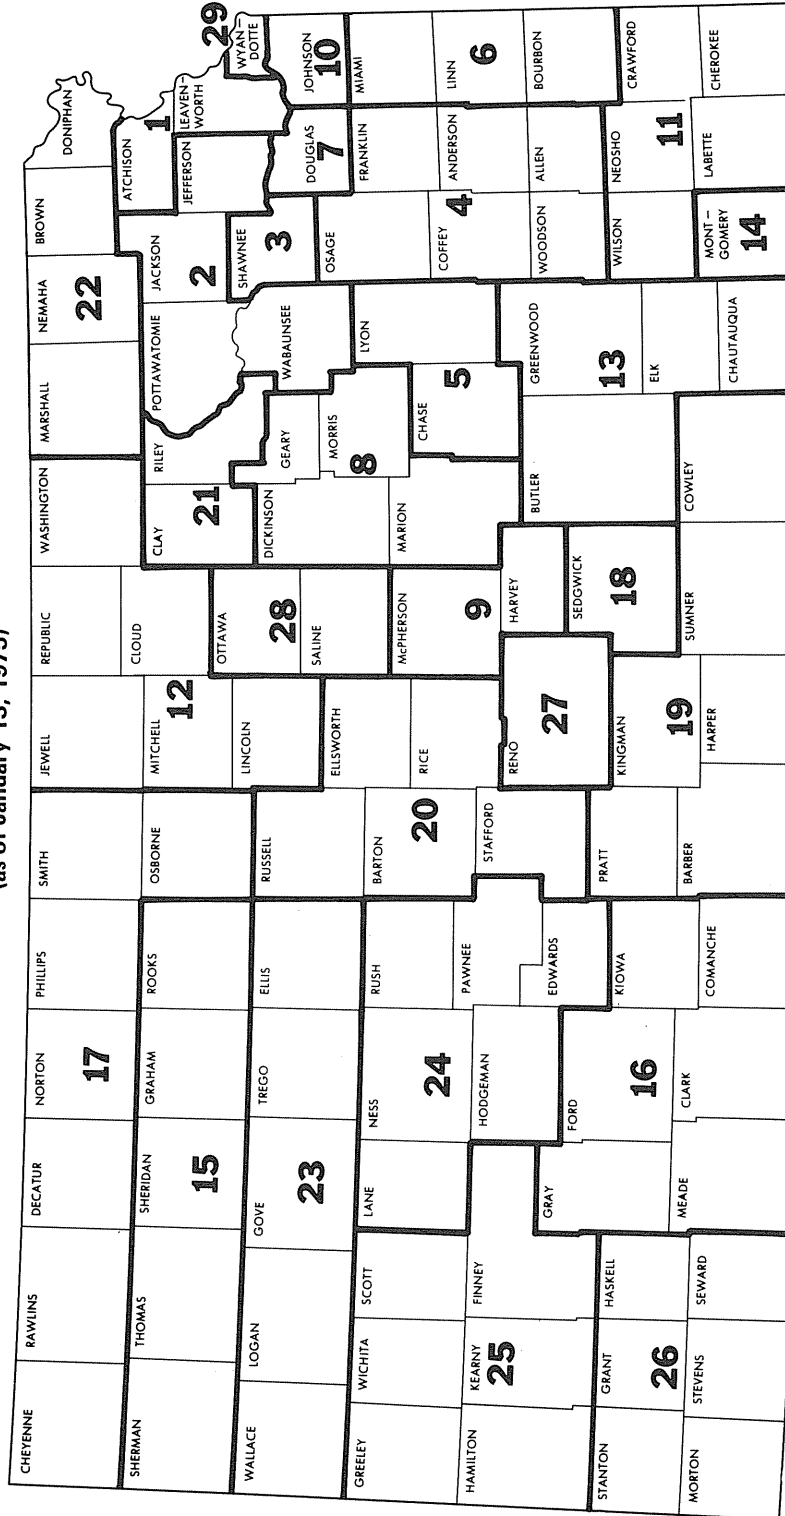 (as of January 13, 1975)
CHEYENNE
RAWLINS
DECATUR
NORTON
17
PHILLIPS
SMITH
JEWELL
REPUBLIC
WASHINGTON
MARSHALL
NEMAHA
22
BROWN
DONIPHAN
SHERMAN
THOMAS
SHERIDAN
15
GRAHAM
ROOKS
OSBORNE
MITCHELL
12
CLOUD
CLAY
21
RILEY
POTTAWATOMIE
JACKSON
2
ATCHISON
1
JEFFERSON
LEAVEN-
WORTH
WYAN-
DOTTE
29
WALLACE
LOGAN
GOVE
23
TREGO
ELLIS
RUSSELL
LINCOLN
OTTAWA
28
SALINE
DICKINSON
GEARY
MORRIS
8
WABAUNSEE
SHAWNEE
3
OSAGE
DOUGLAS
7
JOHNSON
10
GREELEY
WICHITA
SCOTT
LANE
NESS
24
RUSH
BARTON
20
ELLSWORTH
RICE
McPHERSON
9
MARION
CHASE
5
LYON
COFFEY
4
FRANKLIN
ANDERSON
MIAMI
LINN
6
HAMILTON
KEARNY
25
FINNEY
HODGEMAN
PAWNEE
EDWARDS
STAFFORD
RENO
27
HARVEY
SEDGWICK
18
BUTLER
GREENWOOD
13
WOODSON
ALLEN
BOURBON
STANTON
GRANT
26
HASKELL
GRAY
FORD
16
KIOWA
PRATT
KINGMAN
19
ELK
WILSON
NEOSHO
11
CRAWFORD
MORTON
STEVENS
SEWARD
MEADE
CLARK
COMANCHE
BARBER
HARPER
SUMNER
COWLEY
CHAUTAUQUA
MONT-
GOMERY
14
LABETTE
CHEROKEE